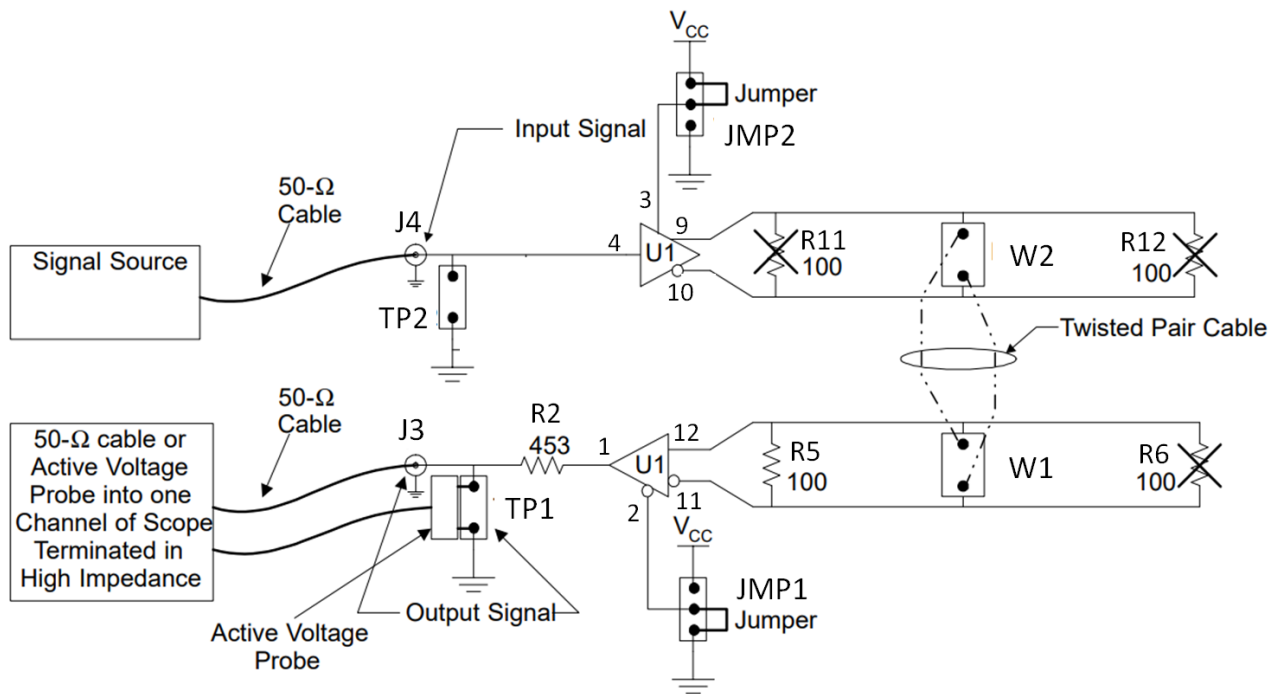 V_CC
Jumper
JMP2
Input Signal
50-Ω
Cable
J4
3
4
U1
9
10
R11
100
W2
R12
100
Signal Source
TP2
Twisted Pair Cable
50-Ω
Cable
J3
R2
453
1
U1
12
11
2
R5
100
W1
R6
100
50-Ω cable or
Active Voltage
Probe into one
Channel of Scope
Terminated in
High Impedance
TP1
V_CC
JMP1
Jumper
Output Signal
Active Voltage
Probe